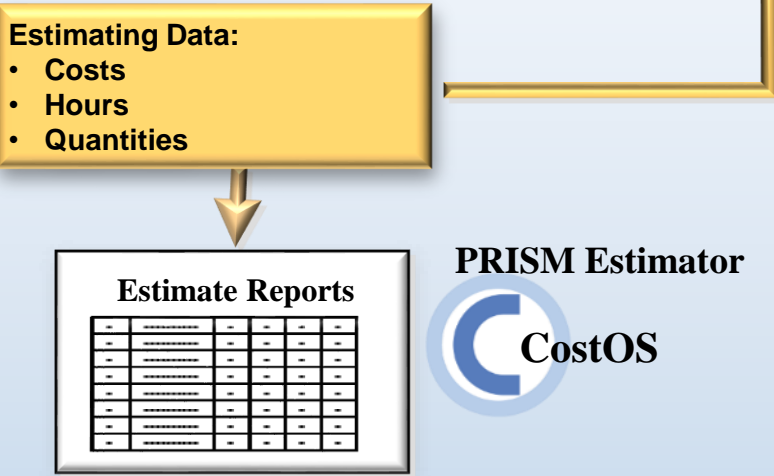 Estimating Data:
• Costs
• Hours
• Quantities
Estimate Reports
PRISM Estimator
CostOS